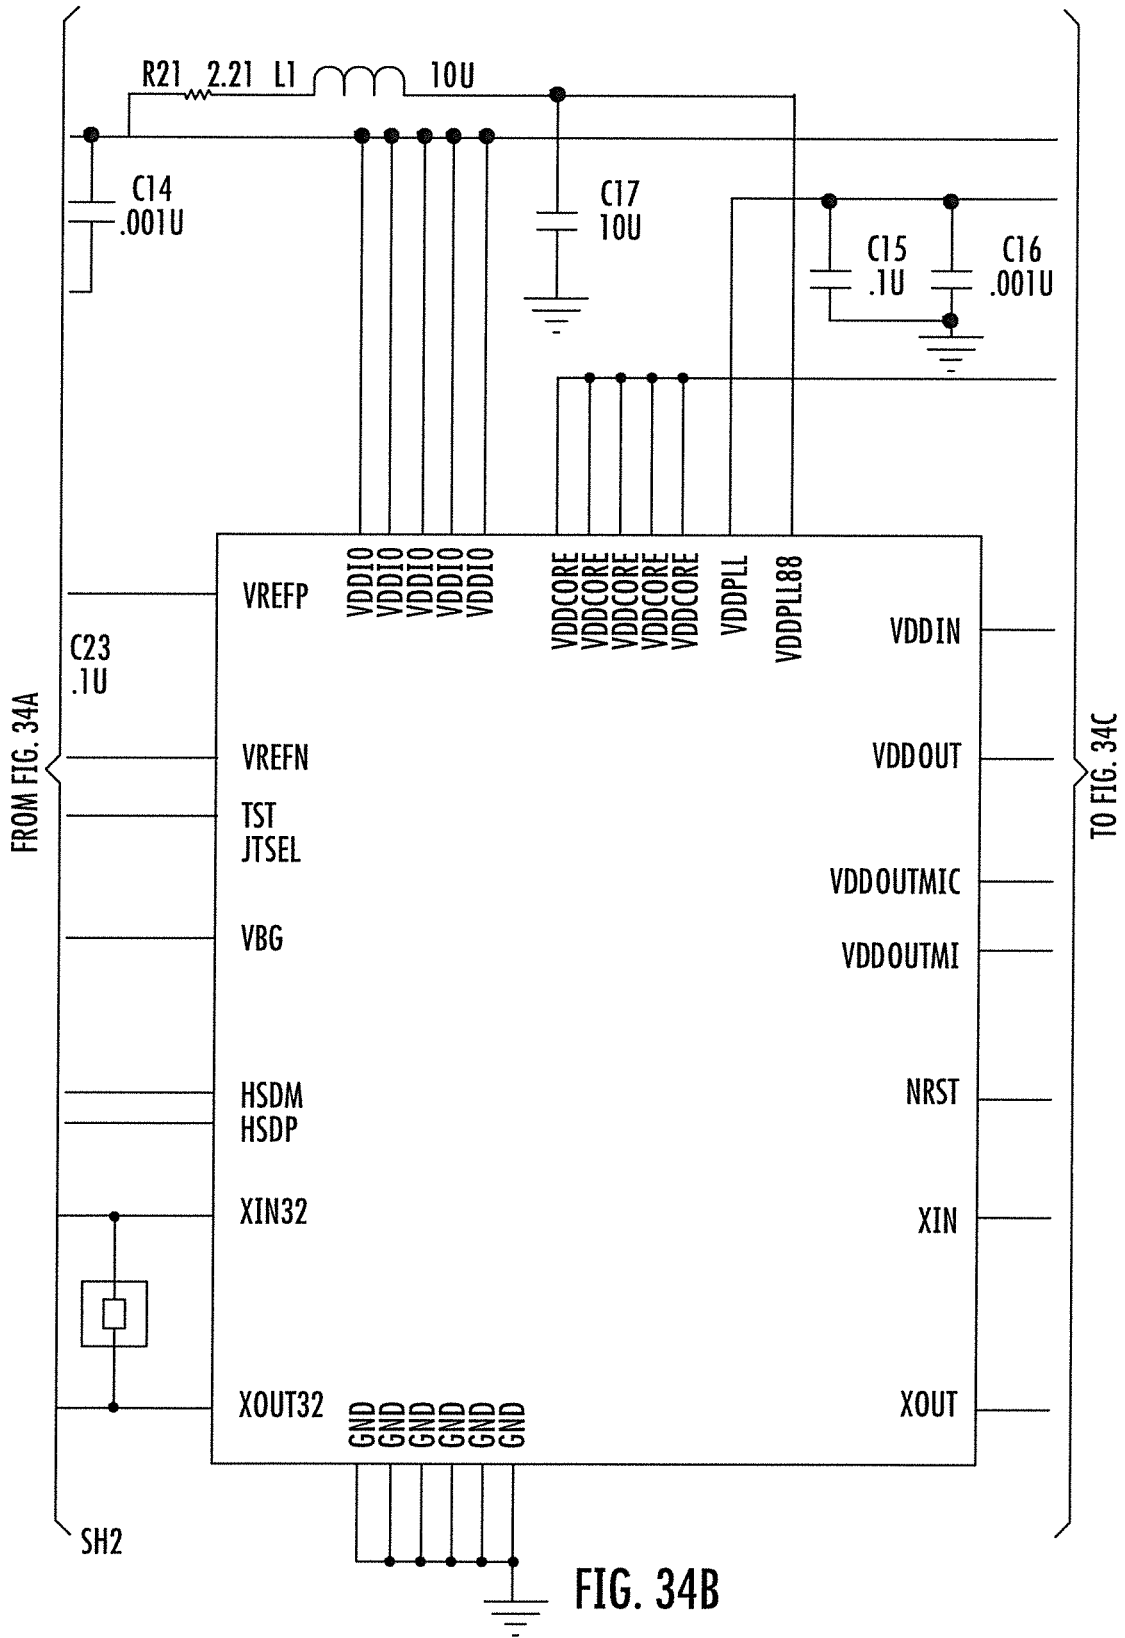 R21 2.21 L1 10U
C14
.001U
C17
10U
C15
.1U
C16
.001U
VDDIO
VDDIO
VDDIO
VDDIO
VDDIO
VDDCORE
VDDCORE
VDDCORE
VDDCORE
VDDCORE
VDDPLL
VDDPLL88
VREFP
VDDIN
C23
.1U
FROM FIG. 34A
TO FIG. 34C
VREFN
VDDOUT
TST
JTSEL
VDDOUTMIC
VBG
VDDOUTMI
HSDM
NRST
HSDP
XIN32
XIN
XOUT32
XOUT
GND
GND
GND
GND
GND
GND
SH2
FIG. 34B